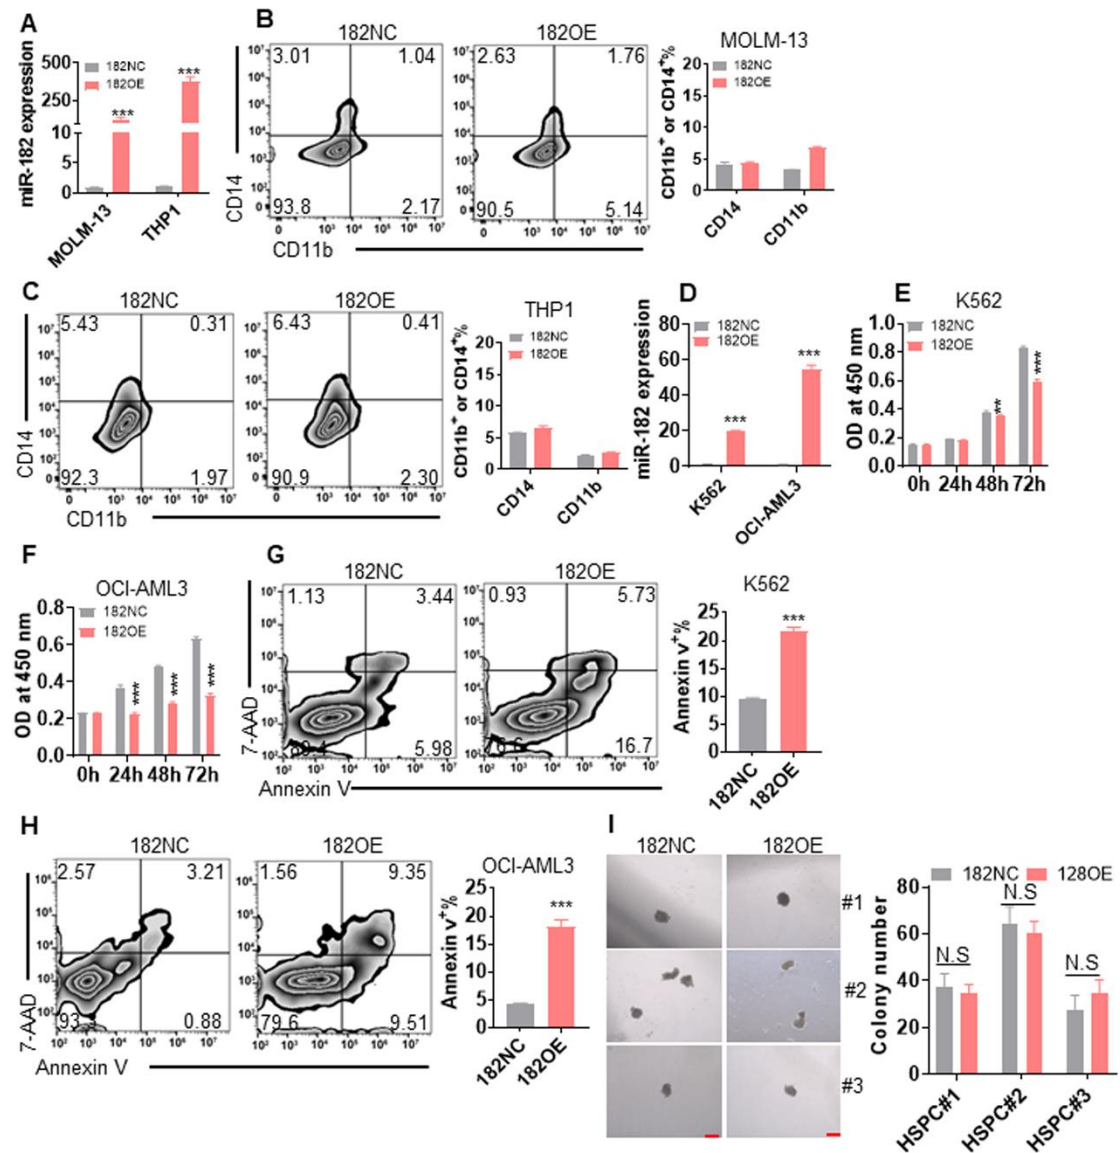 A
500
250
10
5
0
miR-182 expression
182NC
182OE
***
***
MOLM-13
THP1
B
182NC
182OE
3.01
1.04
93.8
2.17
2.63
1.76
90.5
5.14
CD14
CD11b
MOLM-13
182NC
182OE
CD11b⁺ or CD14⁺%
20
15
10
5
0
CD14
CD11b
C
182NC
182OE
5.43
0.31
92.3
1.97
6.43
0.41
90.9
2.30
CD14
CD11b
THP1
182NC
182OE
CD11b⁺ or CD14⁺%
20
15
10
5
0
CD14
CD11b
D
182NC
182OE
miR-182 expression
80
60
40
20
0
***
***
K562
OCI-AML3
E
K562
182NC
182OE
OD at 450 nm
1.0
0.8
0.6
0.4
0.2
0.0
**
***
0h 24h 48h 72h
F
OCI-AML3
182NC
182OE
OD at 450 nm
0.8
0.6
0.4
0.2
0.0
***
***
***
0h 24h 48h 72h
G
182NC
182OE
1.13
3.44
5.98
0.93
5.73
16.7
7-AAD
Annexin V
K562
Annexin v⁺%
25
20
15
10
5
0
***
182NC
182OE
H
182NC
182OE
2.57
3.21
0.88
1.56
9.35
79.6
9.51
7-AAD
Annexin V
OCI-AML3
Annexin v⁺%
25
20
15
10
5
0
***
182NC
182OE
I
182NC
182OE
#1
#2
#3
182NC
128OE
Colony number
80
60
40
20
0
N.S
N.S
N.S
HSPC#1
HSPC#2
HSPC#3